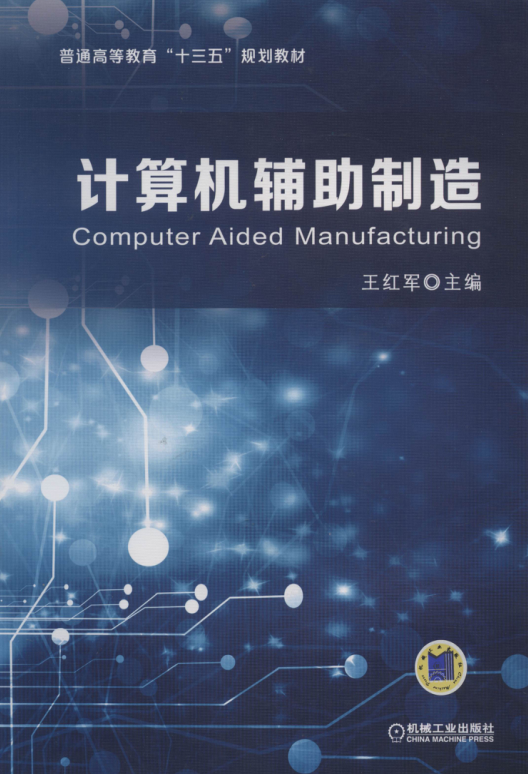 普通高等教育“十三五”规划教材
计算机辅助制造
Computer Aided Manufacturing
王红军◎主编
机械工业出版社
CHINA MACHINE PRESS